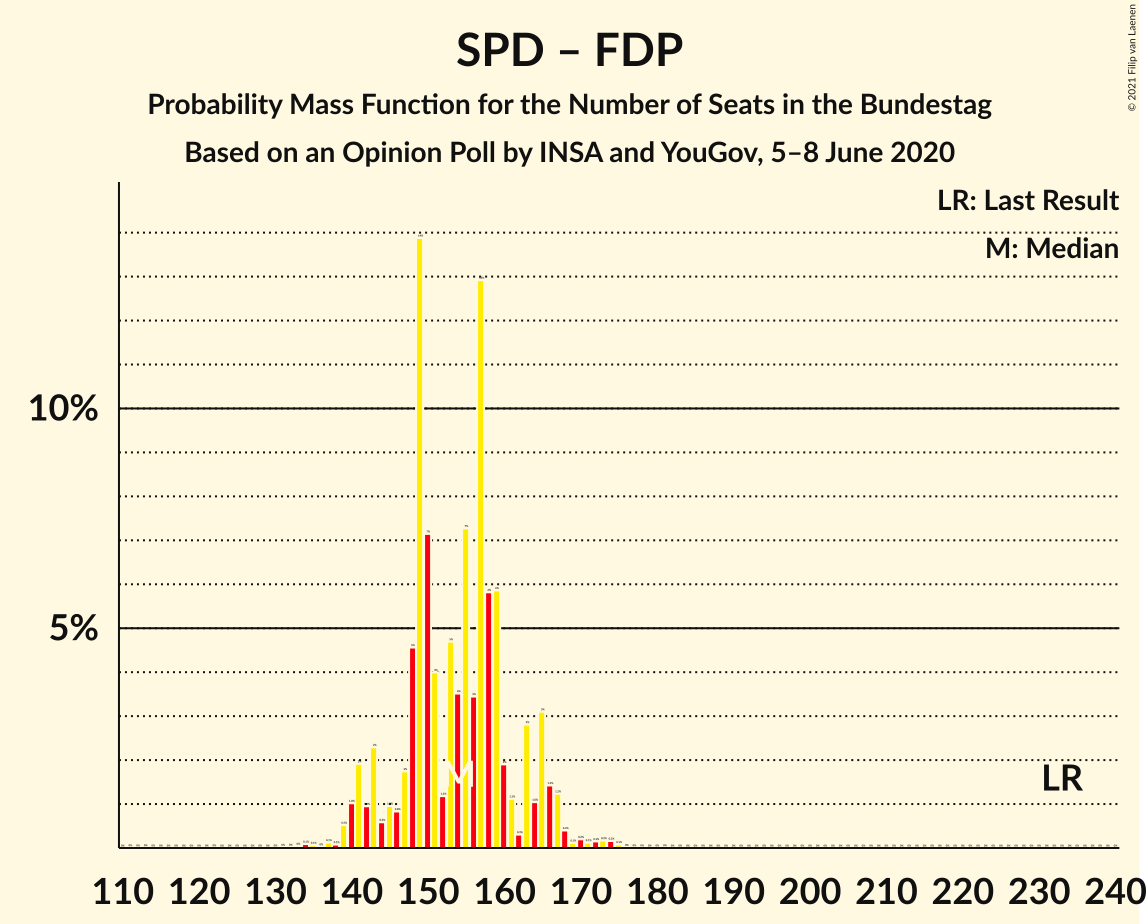 SPD – FDP
Probability Mass Function for the Number of Seats in the Bundestag
Based on an Opinion Poll by INSA and YouGov, 5–8 June 2020
© 2021 Filip van Laenen
LR: Last Result
M: Median
10%
5%
M
LR
110 120 130 140 150 160 170 180 190 200 210 220 230 240